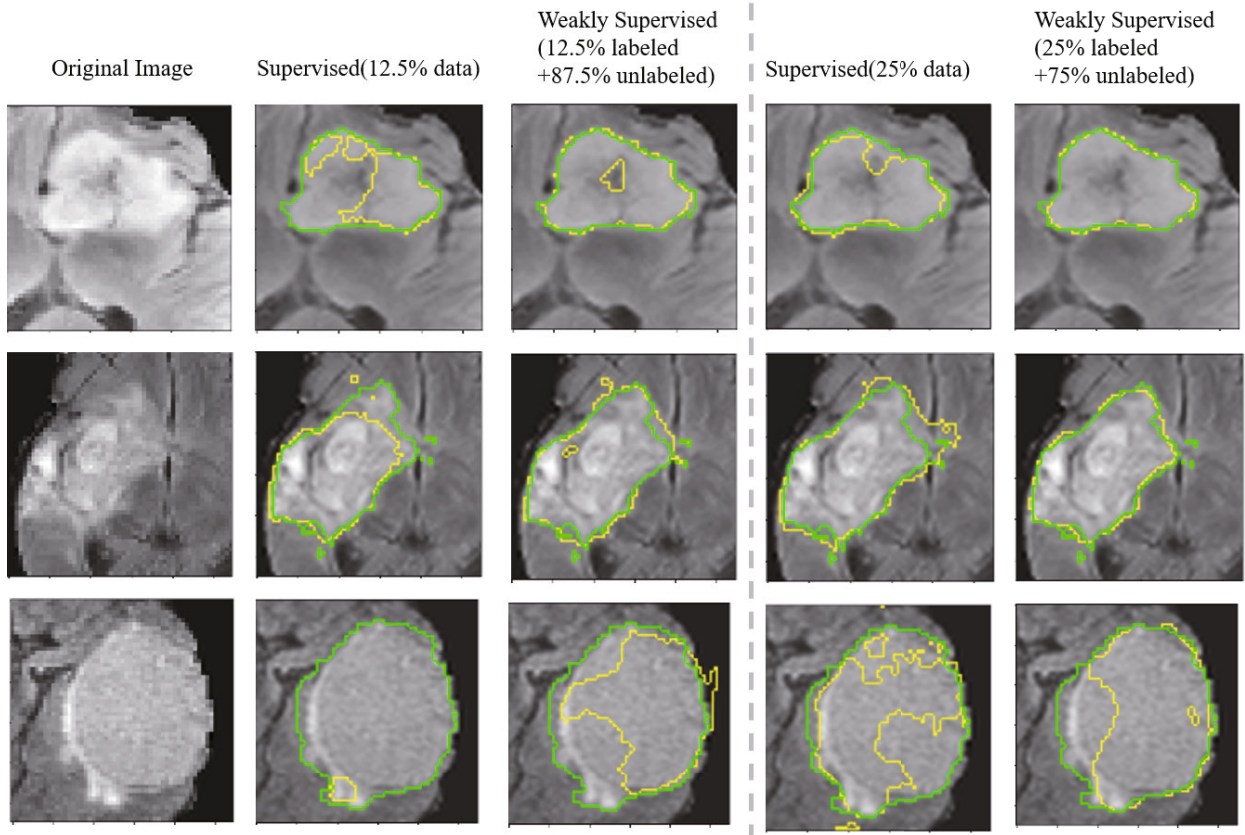 Original Image
Supervised(12.5% data)
Weakly Supervised
(12.5% labeled
+87.5% unlabeled)
Supervised(25% data)
Weakly Supervised
(25% labeled
+75% unlabeled)